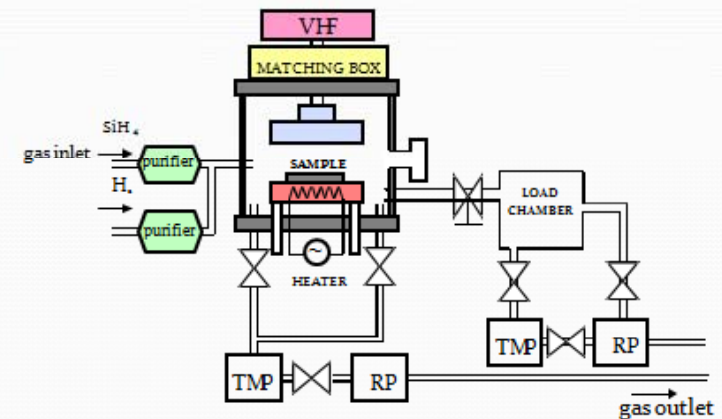 VHF
MATCHING BOX
SiH₄
gas inlet
purifier
H₂
purifier
SAMPLE
HEATER
LOAD
CHAMBER
TMP
RP
TMP
RP
gas outlet